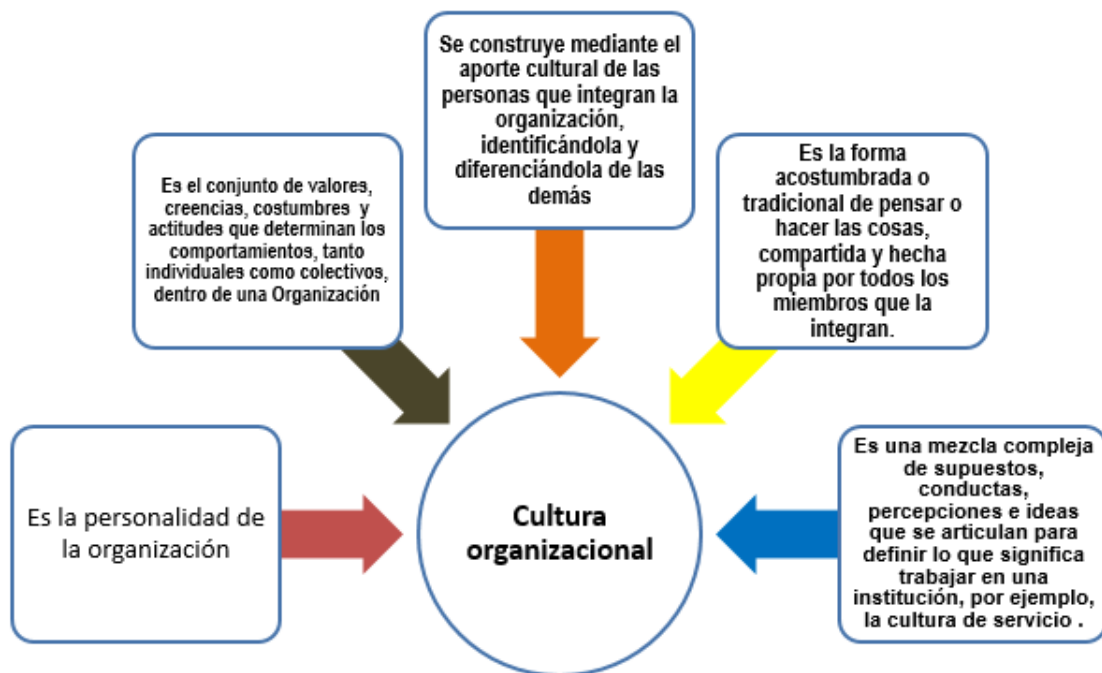 Se construye mediante el
aporte cultural de las
personas que integran la
organización,
identificándola y
diferenciándola de las
demás
Es el conjunto de valores,
creencias, costumbres y
actitudes que determinan los
comportamientos, tanto
individuales como colectivos,
dentro de una Organización
Es la forma
acostumbrada o
tradicional de pensar o
hacer las cosas,
compartida y hecha
propia por todos los
miembros que la
integran.
Es la personalidad de
la organización
Cultura
organizacional
Es una mezcla compleja
de supuestos,
conductas,
percepciones e ideas
que se articulan para
definir lo que significa
trabajar en una
institución, por ejemplo,
la cultura de servicio .